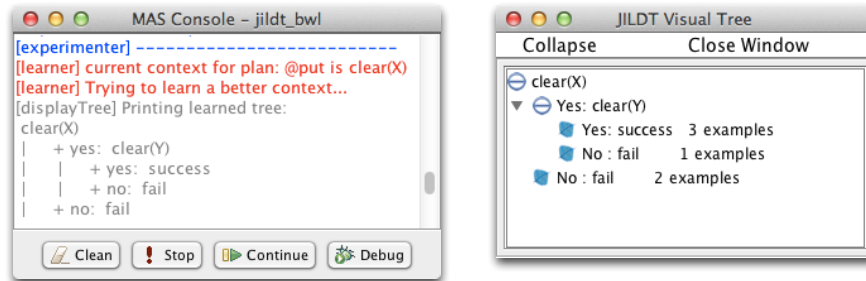 MAS Console – jildt_bwl
[experimenter] --------------------------
[learner] current context for plan: @put is clear(X)
[learner] Trying to learn a better context...
[displayTree] Printing learned tree:
clear(X)
|    + yes: clear(Y)
|    |    + yes: success
|    |    + no: fail
|    + no: fail
Clean Stop Continue Debug
JILDT Visual Tree
Collapse Close Window
clear(X)
Yes: clear(Y)
Yes: success 3 examples
No : fail 1 examples
No : fail 2 examples